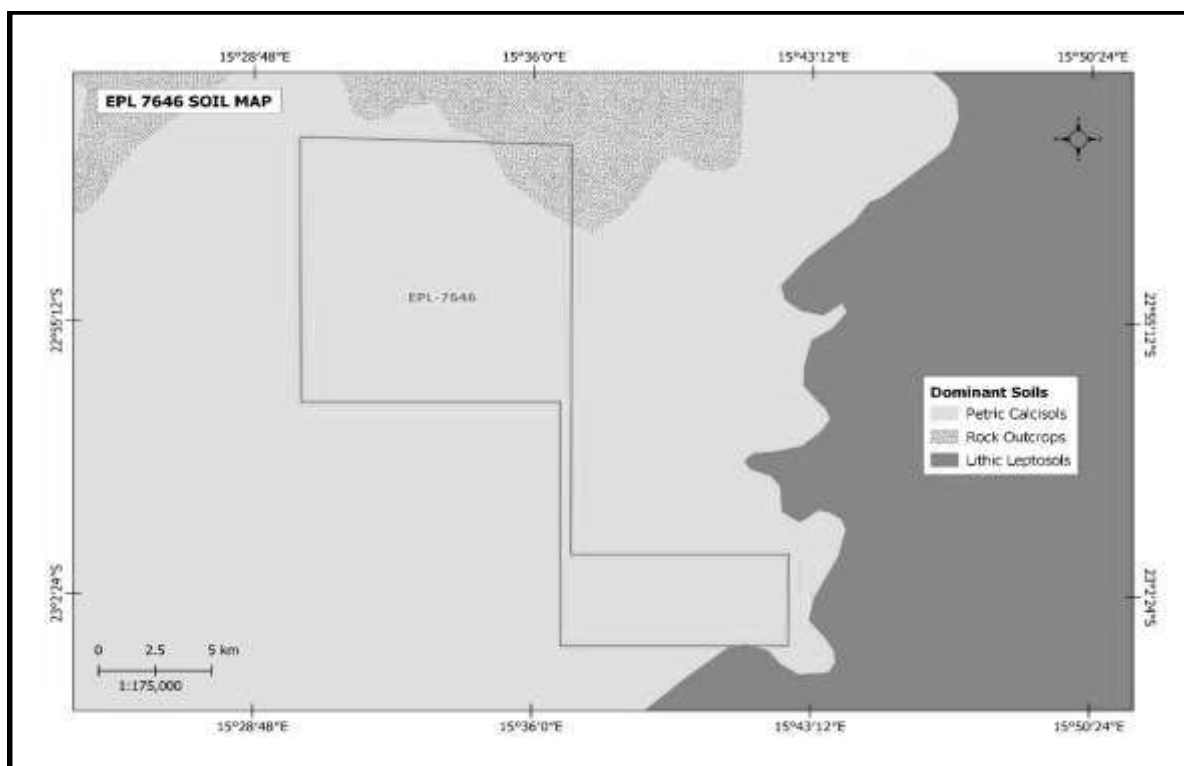 15°28'48"E
15°36'0"E
15°43'12"E
15°50'24"E
EPL 7646 SOIL MAP
EPL-7646
22°55'12"S
22°55'12"S
Dominant Soils
Petric Calcisols
Rock Outcrops
Lithic Leptosols
23°2'24"S
23°2'24"S
0 2.5 5 km
1:175,000
15°28'48"E
15°36'0"E
15°43'12"E
15°50'24"E